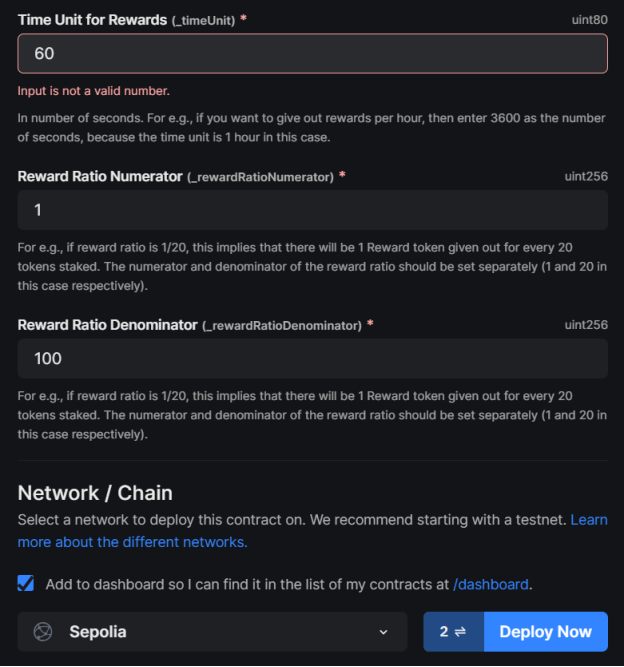 Time Unit for Rewards (_timeUnit) * uint80
60
Input is not a valid number.
In number of seconds. For e.g., if you want to give out rewards per hour, then enter 3600 as the number
of seconds, because the time unit is 1 hour in this case.
Reward Ratio Numerator (_rewardRatioNumerator) * uint256
1
For e.g., if reward ratio is 1/20, this implies that there will be 1 Reward token given out for every 20
tokens staked. The numerator and denominator of the reward ratio should be set separately (1 and 20 in
this case respectively).
Reward Ratio Denominator (_rewardRatioDenominator) * uint256
100
For e.g., if reward ratio is 1/20, this implies that there will be 1 Reward token given out for every 20
tokens staked. The numerator and denominator of the reward ratio should be set separately (1 and 20 in
this case respectively).
Network / Chain
Select a network to deploy this contract on. We recommend starting with a testnet. Learn
more about the different networks.
Add to dashboard so I can find it in the list of my contracts at /dashboard.
Sepolia 2 ⇌ Deploy Now